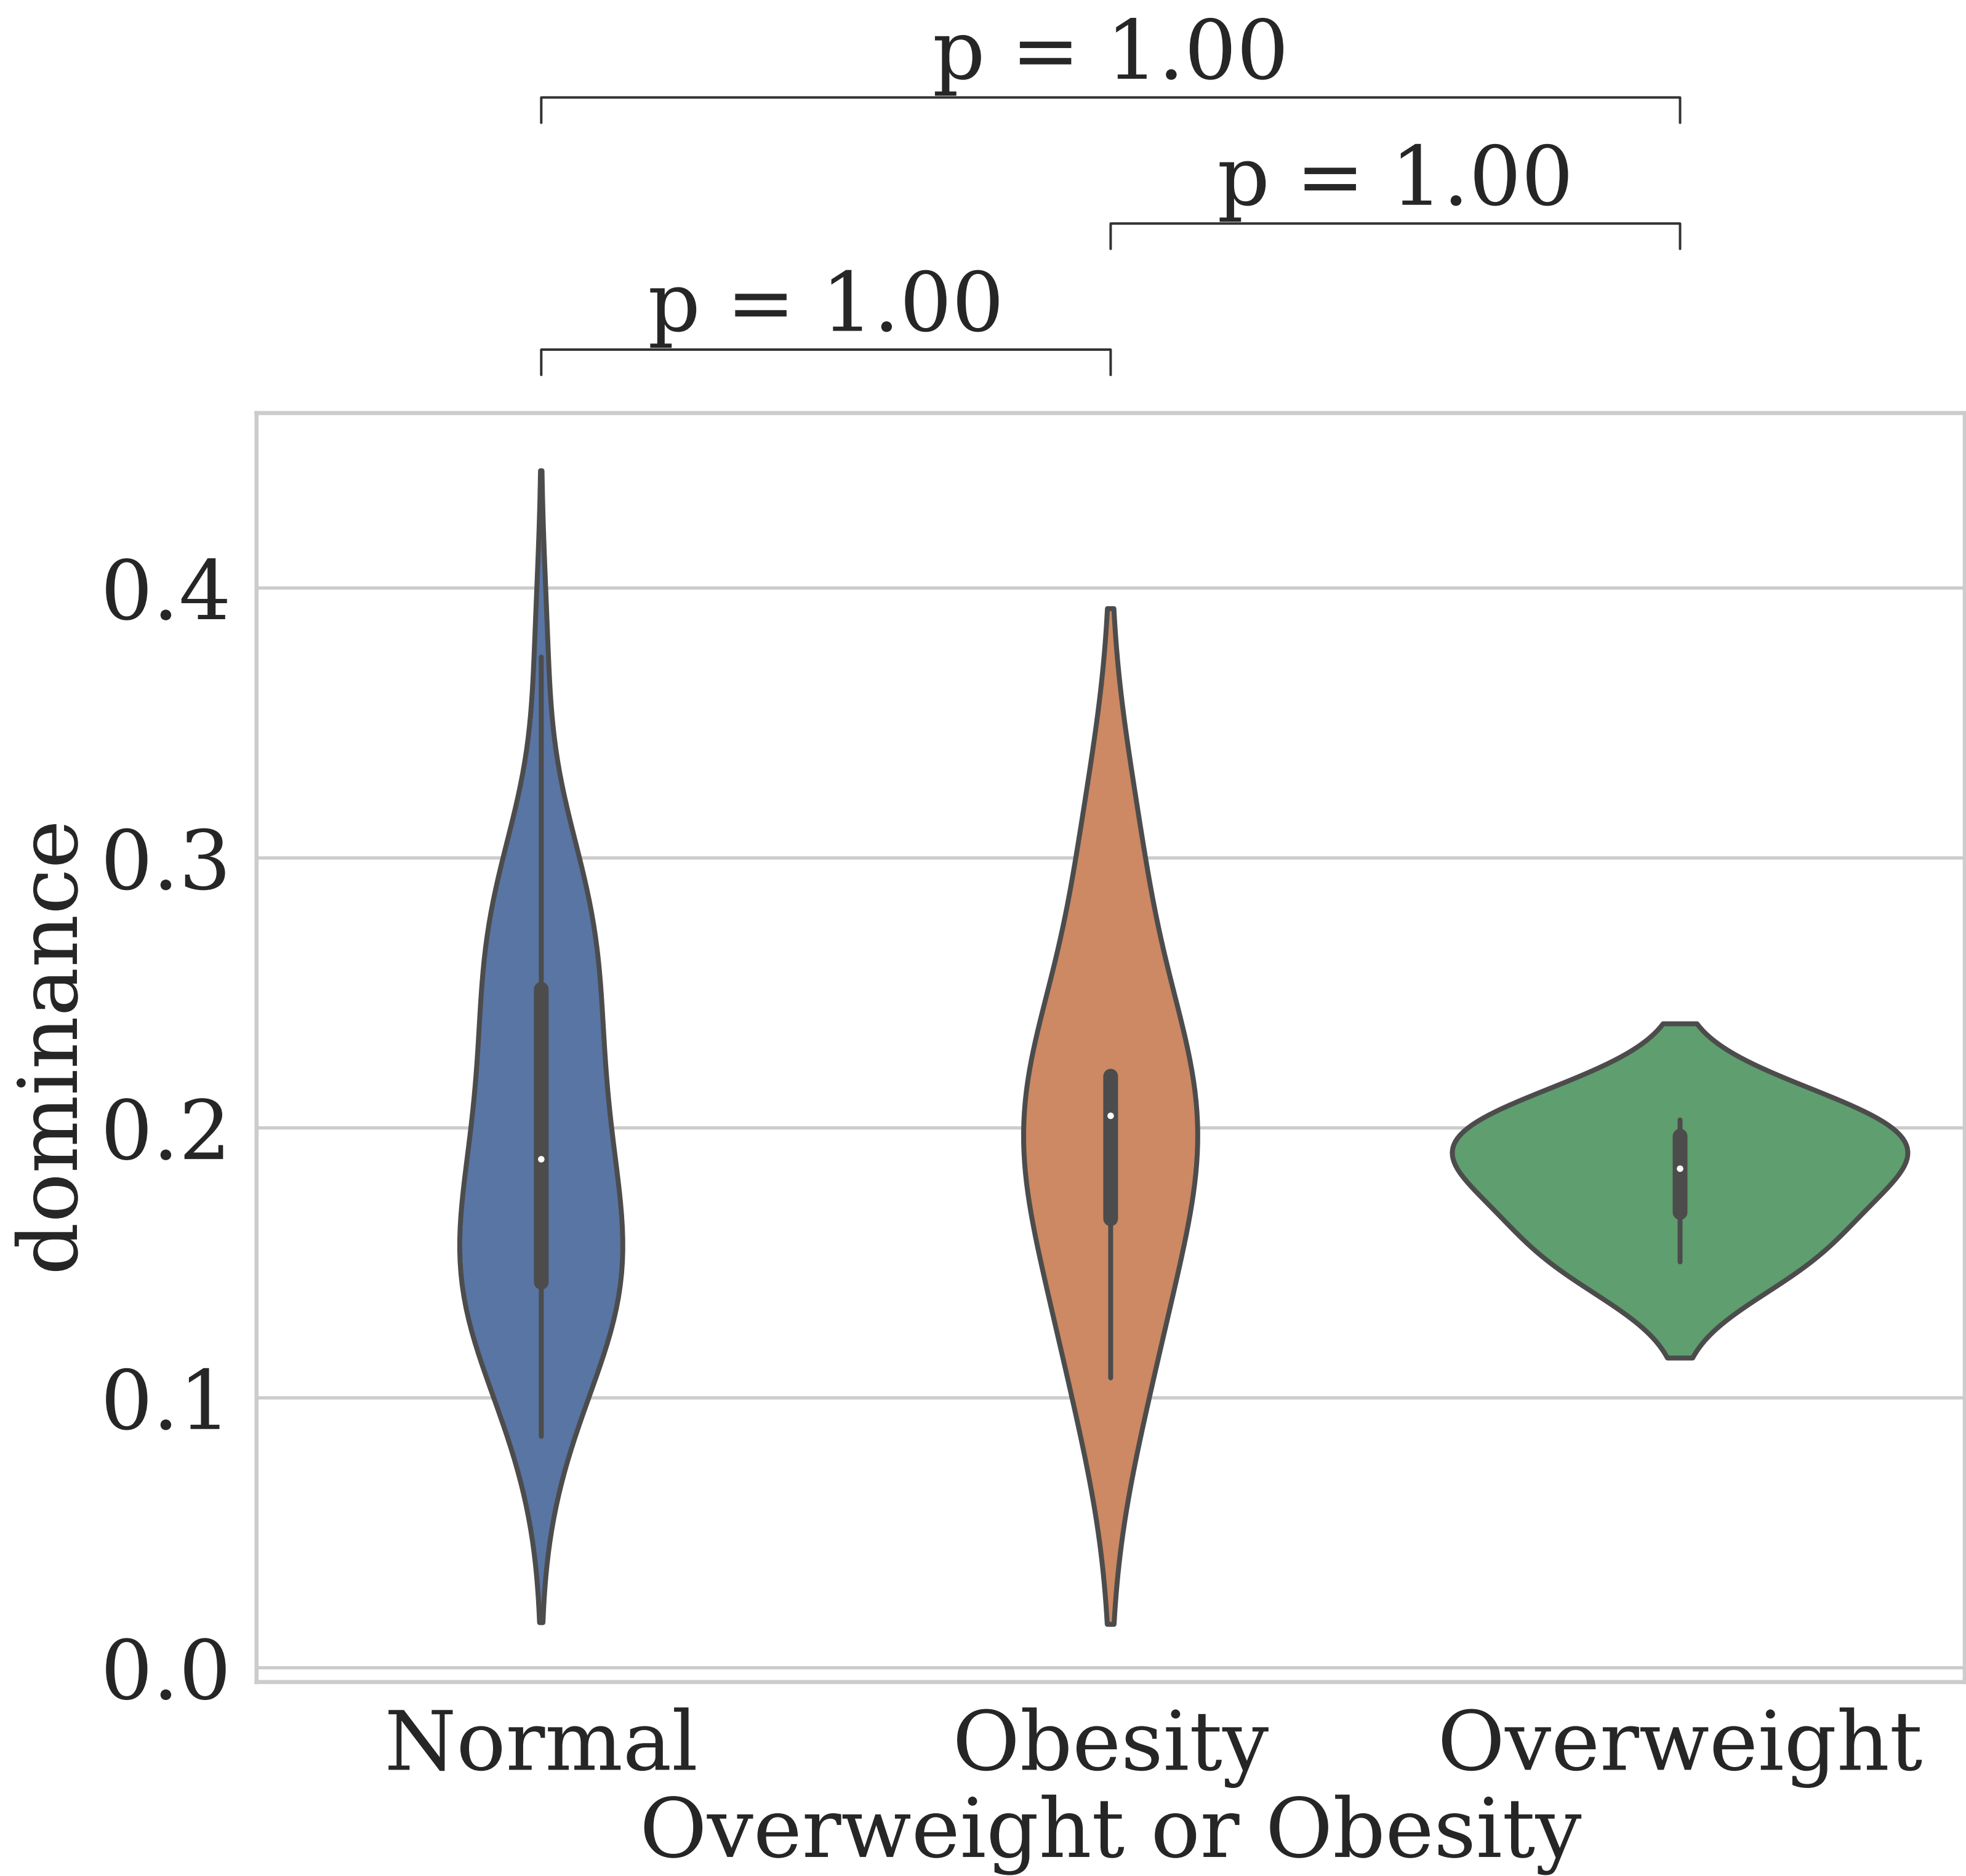 p = 1.00
p = 1.00
p = 1.00
dominance
0.4
0.3
0.2
0.1
0.0
Normal Obesity Overweight
Overweight or Obesity